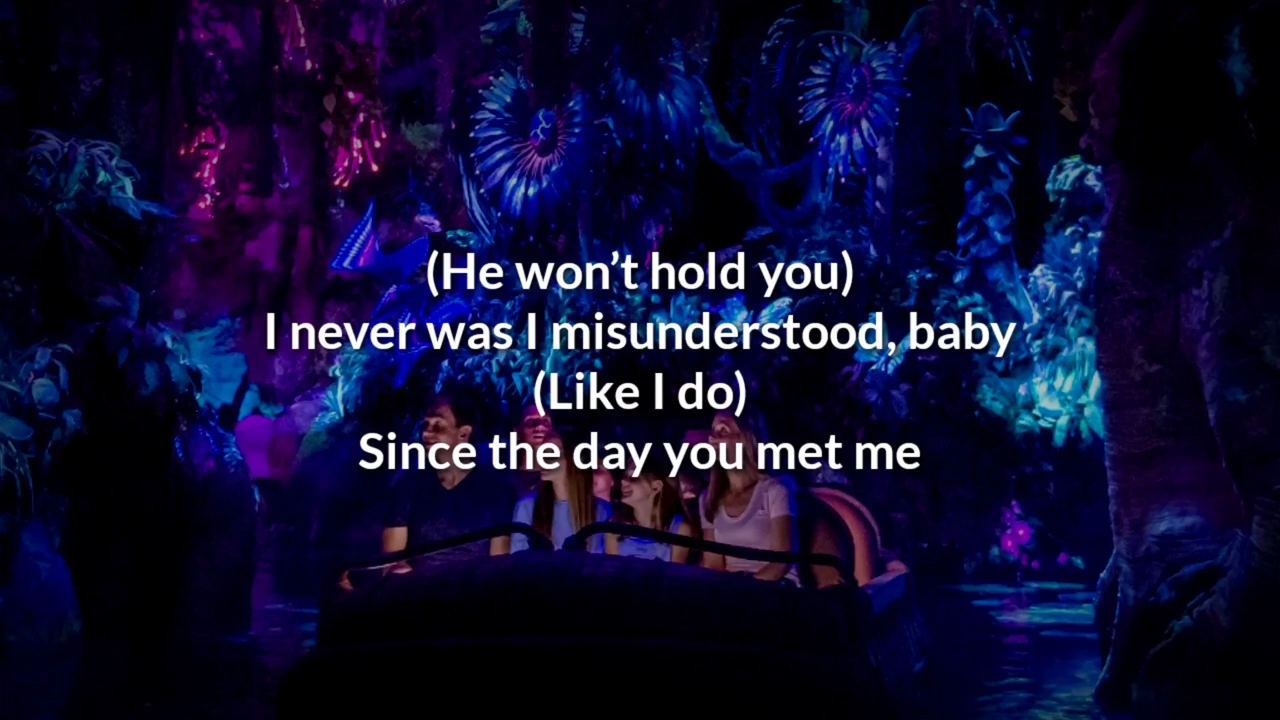 (He won’t hold you)
I never was I misunderstood, baby
(Like I do)
Since the day you met me